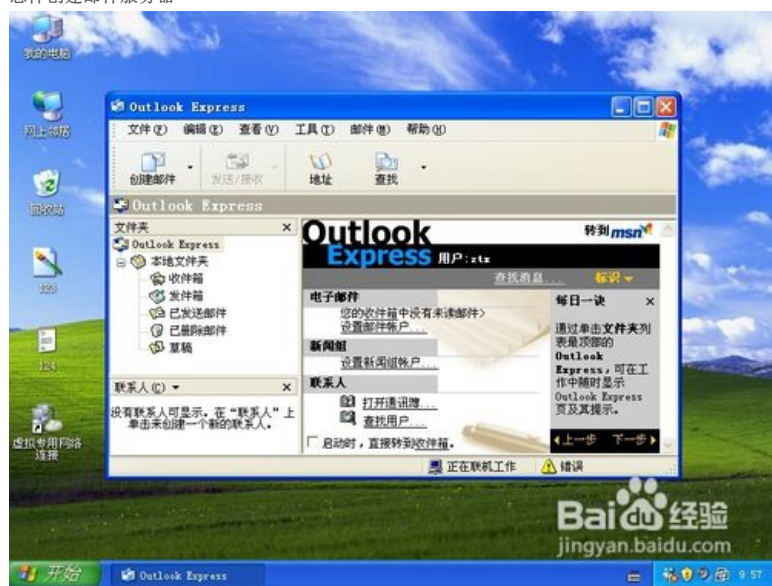 怎样创建邮件服务器
我的电脑
网上邻居
回收站
123
124
虚拟专用网络
连接
Outlook Express
文件(F) 编辑(E) 查看(V) 工具(T) 邮件(M) 帮助(H)
创建邮件 发送/接收 地址 查找
Outlook Express
文件夹 ×
Outlook Express
本地文件夹
收件箱
发件箱
已发送邮件
已删除邮件
草稿
联系人(C) ×
没有联系人可显示。在“联系人”上
单击来创建一个新的联系人。
Outlook
Express 用户:ztz
转到 msn
查找消息... 标识
电子邮件
您的收件箱中没有未读邮件>
设置邮件帐户...
新闻组
设置新闻组帐户...
联系人
打开通讯簿...
查找用户...
启动时，直接转到收件箱。
每日一诀 ×
通过单击文件夹列
表最顶部的
Outlook
Express，可在工
作中随时显示
Outlook Express
页及其提示。
上一步 下一步
正在联机工作 错误
Baidu 经验
jingyan.baidu.com
开始 Outlook Express 9:57